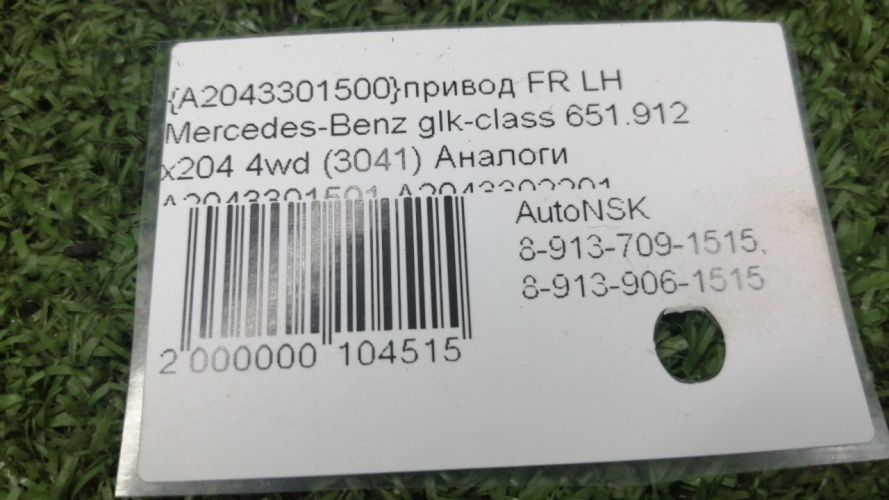 {A2043301500}привод FR LH
Mercedes-Benz glk-class 651.912
x204 4wd (3041) Аналоги
A2043301501
AutoNSK
8-913-709-1515,
8-913-906-1515
2 000000 104515